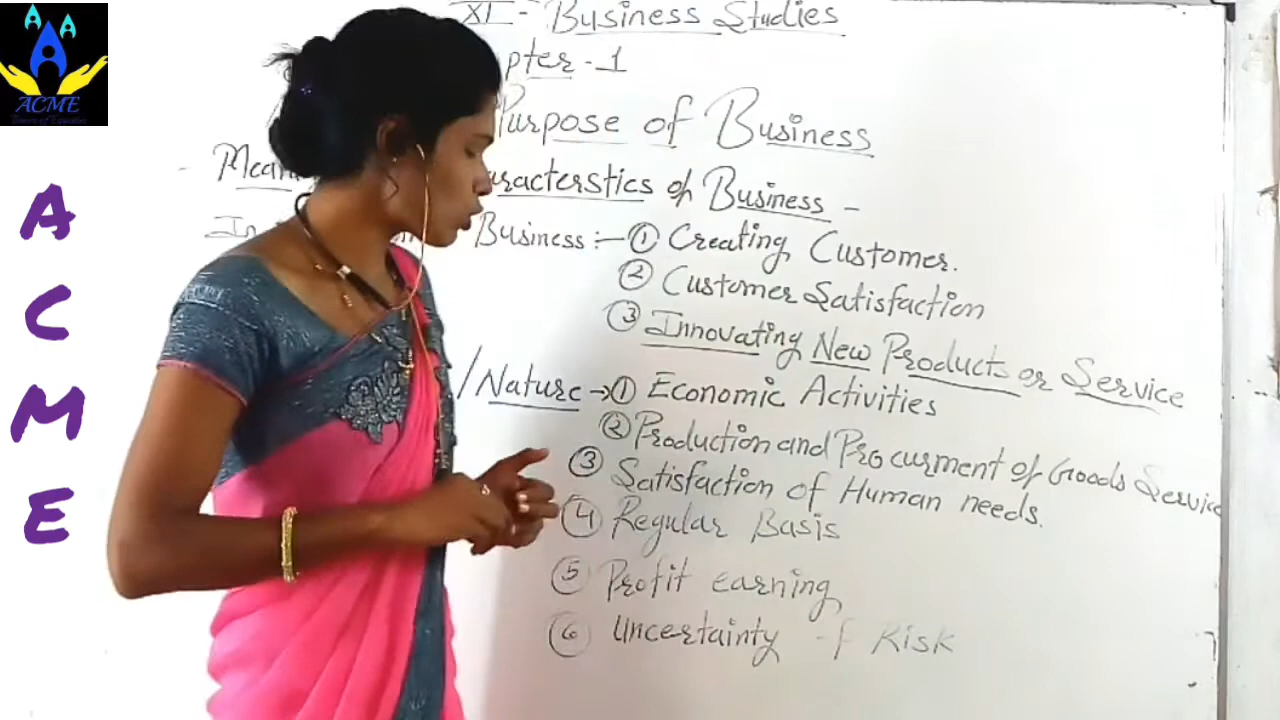 ACME
A
C
M
E
XI - Business Studies
pter - 1
Purpose of Business
- Mean aracterstics of Business -
In Business :- ① Creating Customer.
② Customer Satisfaction
③ Innovating New Products or Service
/ Nature → ① Economic Activities
② Production and Procurment of Goods Service
③ Satisfaction of Human needs.
④ Regular Basis
⑤ Profit earning
⑥ Uncertainty of Risk